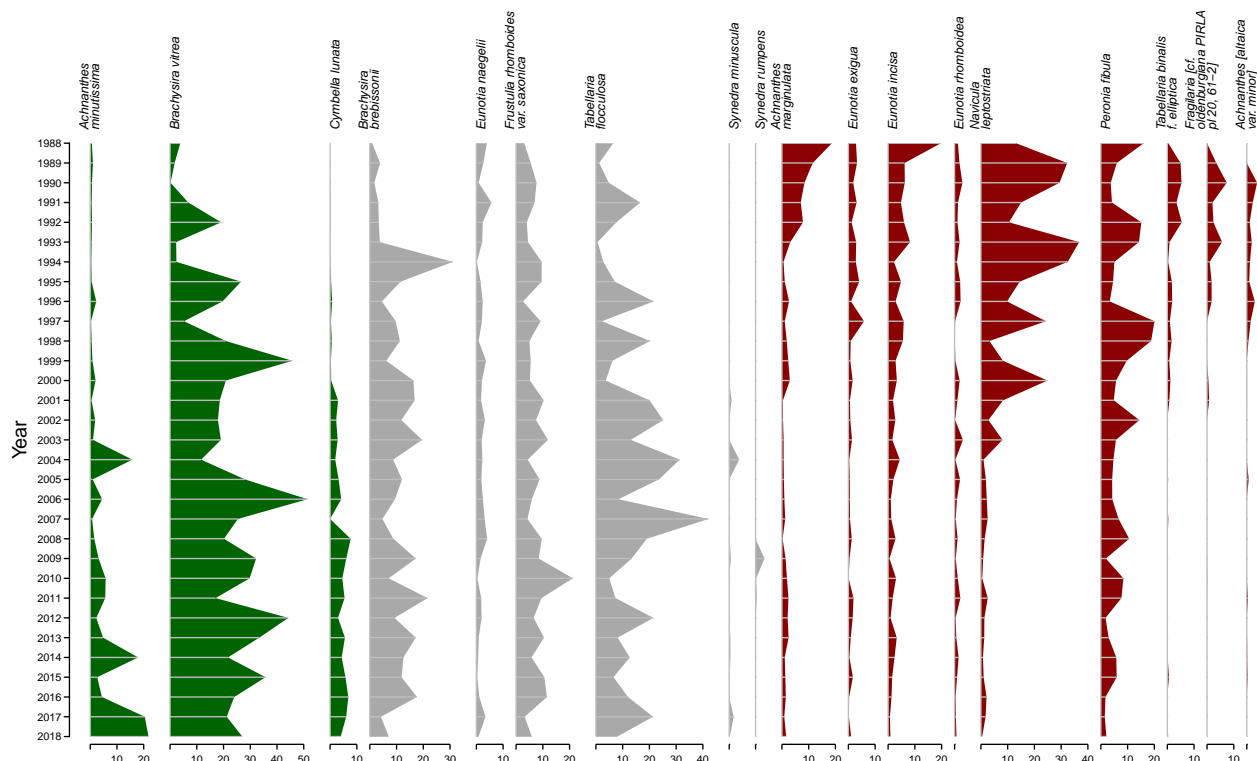 Achnanthes
minutissima
Brachysira vitrea
Cymbella lunata
Brachysira
brebissonii
Eunotia naegelii
Frustulia rhomboides
var. saxonica
Tabellaria
flocculosa
Synedra minuscula
Synedra rumpens
Achnanthes
marginulata
Eunotia exigua
Eunotia incisa
Eunotia rhomboidea
Navicula
leptostriata
Peronia fibula
Tabellaria binalis
f. elliptica
Fragilaria [cf.
oldenburgiana PIRLA
pl 20, 61-2]
Achnanthes [altaica
var. minor]
Year
1988
1989
1990
1991
1992
1993
1994
1995
1996
1997
1998
1999
2000
2001
2002
2003
2004
2005
2006
2007
2008
2009
2010
2011
2012
2013
2014
2015
2016
2017
2018
10 20 10 20 30 40 50 10 10 20 30 10 10 20 10 20 30 40 10 10 10 20 10 10 20 10 10 20 30 40 10 20 10 10